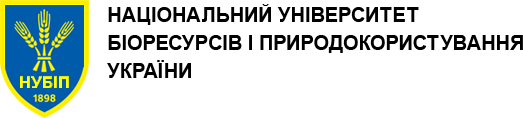 НАЦІОНАЛЬНИЙ УНІВЕРСИТЕТ
БІОРЕСУРСІВ І ПРИРОДОКОРИСТУВАННЯ
УКРАЇНИ
НУБІП
1898